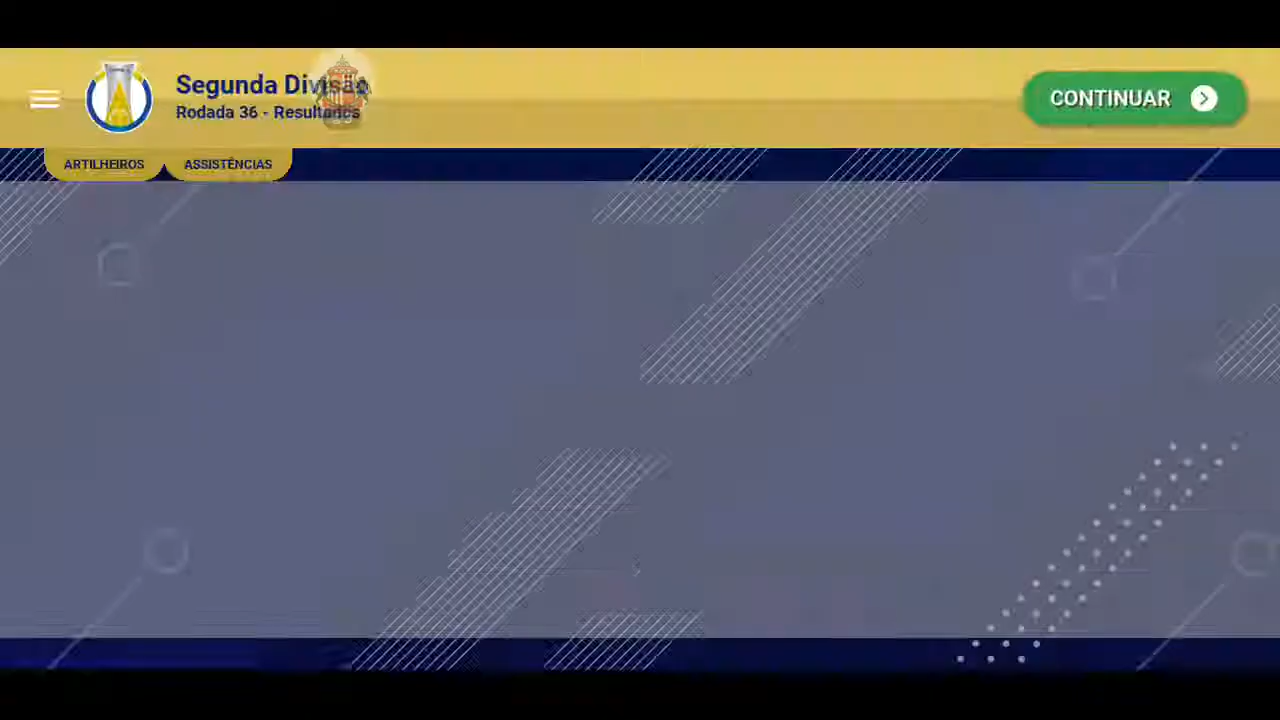 Segunda Divisão
Rodada 36 - Resultados
CONTINUAR
ARTILHEIROS
ASSISTÊNCIAS